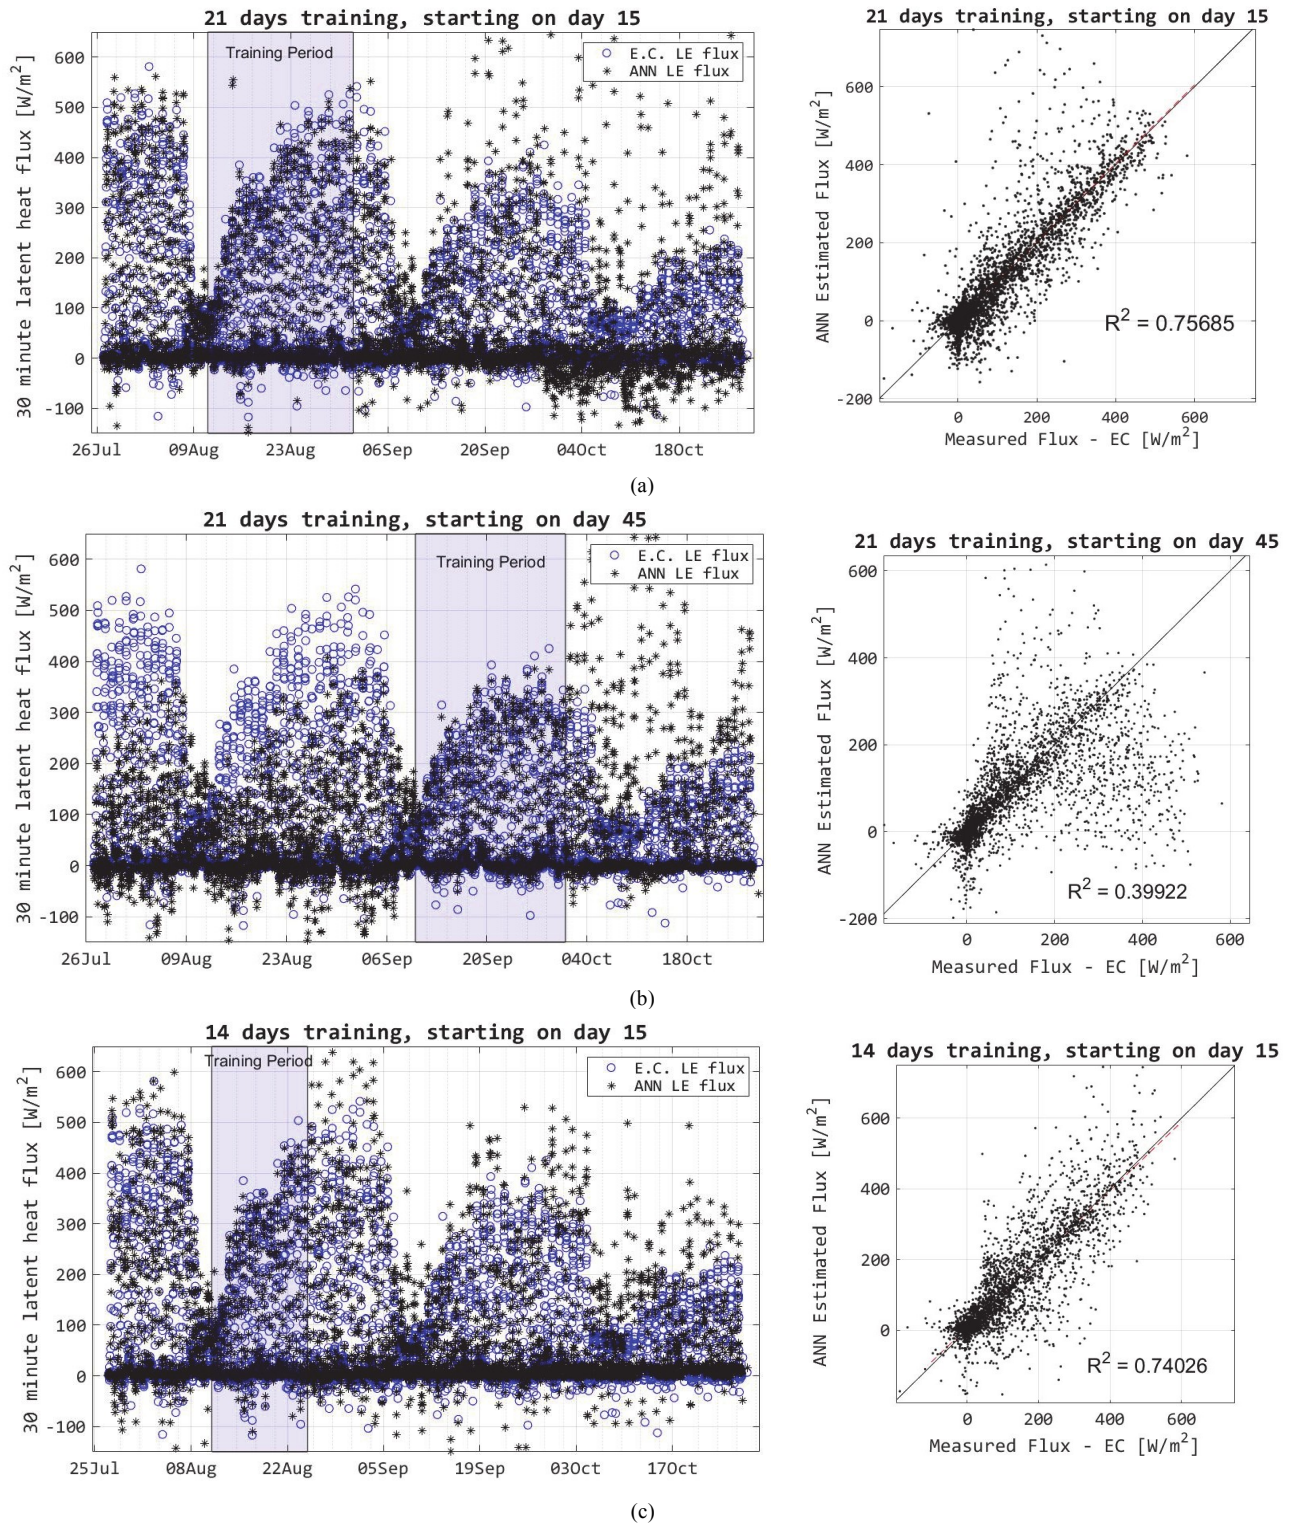 21 days training, starting on day 15
30 minute latent heat flux [W/m²]
600
500
400
300
200
100
0
-100
Training Period
E.C. LE flux
ANN LE flux
26Jul 09Aug 23Aug 06Sep 20Sep 04Oct 18Oct
21 days training, starting on day 15
ANN Estimated Flux [W/m²]
600
400
200
0
-200
R² = 0.75685
0 200 400 600
Measured Flux - EC [W/m²]
(a)
21 days training, starting on day 45
30 minute latent heat flux [W/m²]
600
500
400
300
200
100
0
-100
Training Period
E.C. LE flux
ANN LE flux
26Jul 09Aug 23Aug 06Sep 20Sep 04Oct 18Oct
21 days training, starting on day 45
ANN Estimated Flux [W/m²]
600
400
200
0
-200
R² = 0.39922
0 200 400 600
Measured Flux - EC [W/m²]
(b)
14 days training, starting on day 15
30 minute latent heat flux [W/m²]
600
500
400
300
200
100
0
-100
Training Period
E.C. LE flux
ANN LE flux
25Jul 08Aug 22Aug 05Sep 19Sep 03Oct 17Oct
14 days training, starting on day 15
ANN Estimated Flux [W/m²]
600
400
200
0
R² = 0.74026
0 200 400 600
Measured Flux - EC [W/m²]
(c)